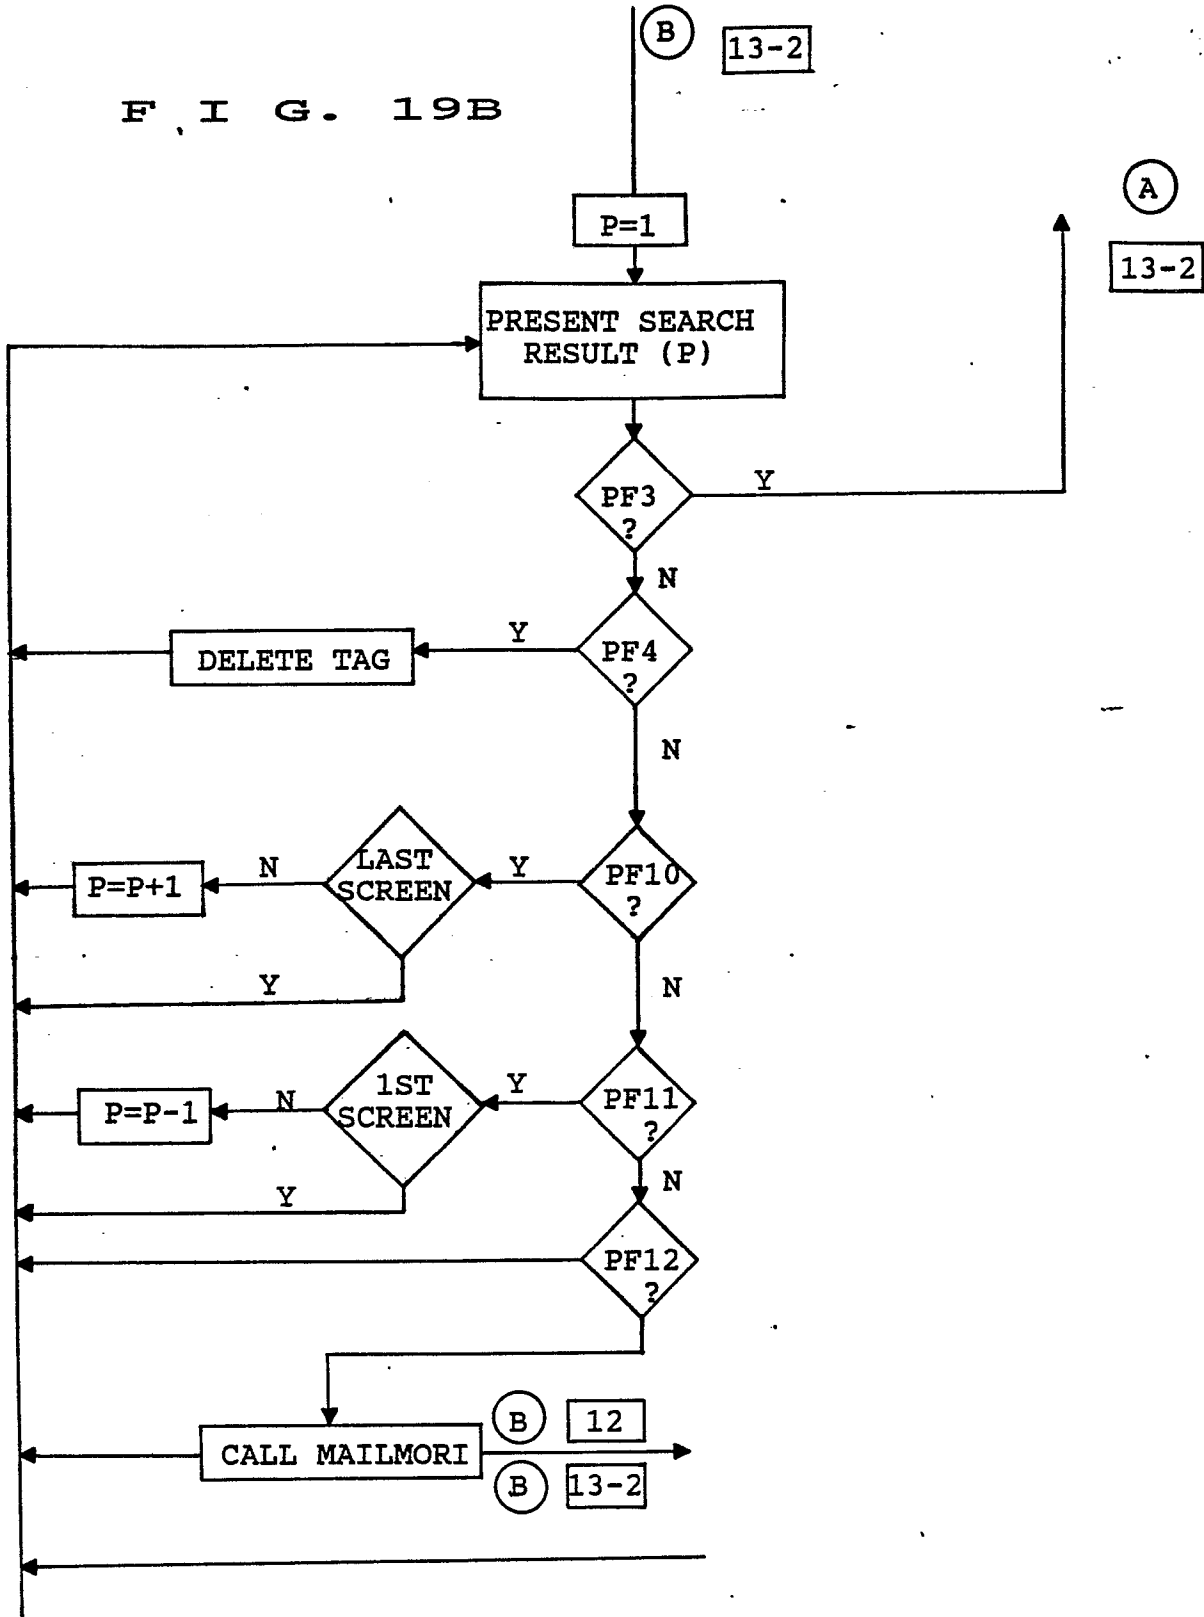 B
13-2
F I G. 19B
A
13-2
P=1
PRESENT SEARCH
RESULT (P)
PF3
?
Y
N
DELETE TAG
Y
PF4
?
N
P=P+1
N
LAST
SCREEN
Y
PF10
?
Y
N
P=P-1
N
1ST
SCREEN
Y
PF11
?
Y
N
PF12
?
CALL MAILMORI
B
12
B
13-2